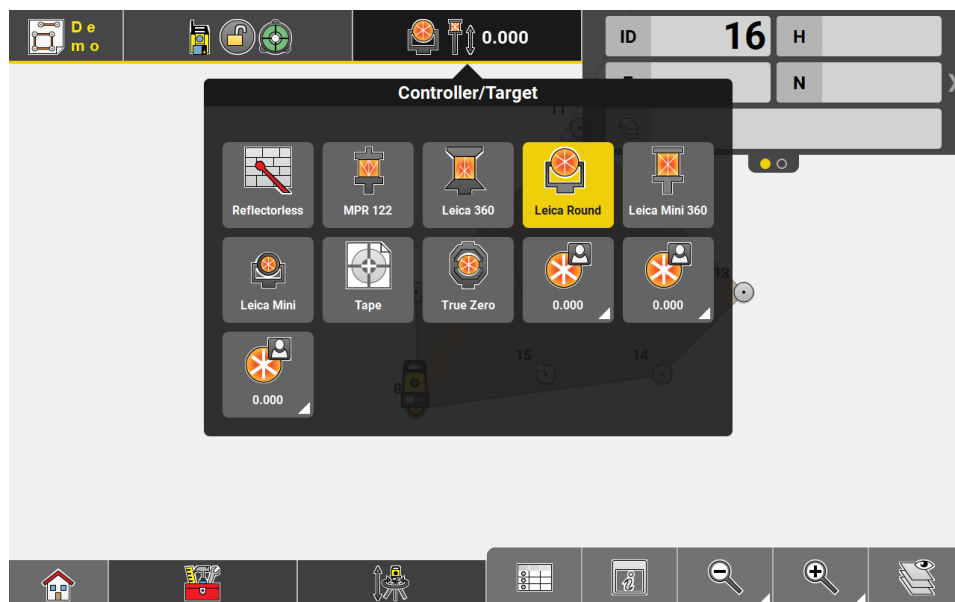 De
mo
0.000
ID
16
H
N
Controller/Target
11
Reflectorless
MPR 122
Leica 360
Leica Round
Leica Mini 360
Leica Mini
Tape
True Zero
0.000
0.000
13
0.000
15
14
8